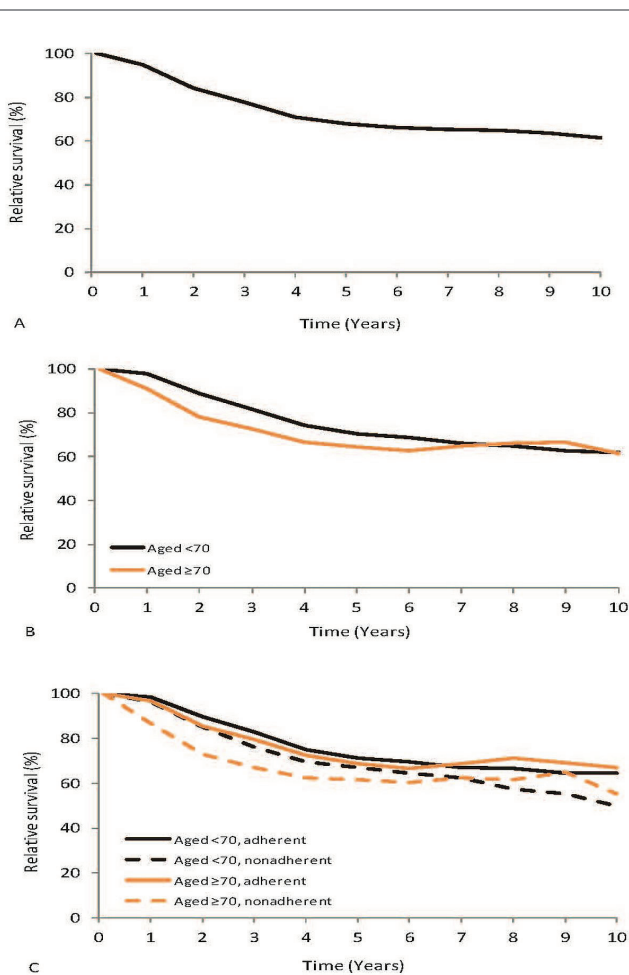 100
80
60
40
20
0
Relative survival (%)
0 1 2 3 4 5 6 7 8 9 10
Time (Years)
A
100
80
60
40
20
0
Relative survival (%)
Aged <70
Aged ≥70
0 1 2 3 4 5 6 7 8 9 10
Time (Years)
B
100
80
60
40
20
0
Relative survival (%)
Aged <70, adherent
Aged <70, nonadherent
Aged ≥70, adherent
Aged ≥70, nonadherent
0 1 2 3 4 5 6 7 8 9 10
Time (Years)
C